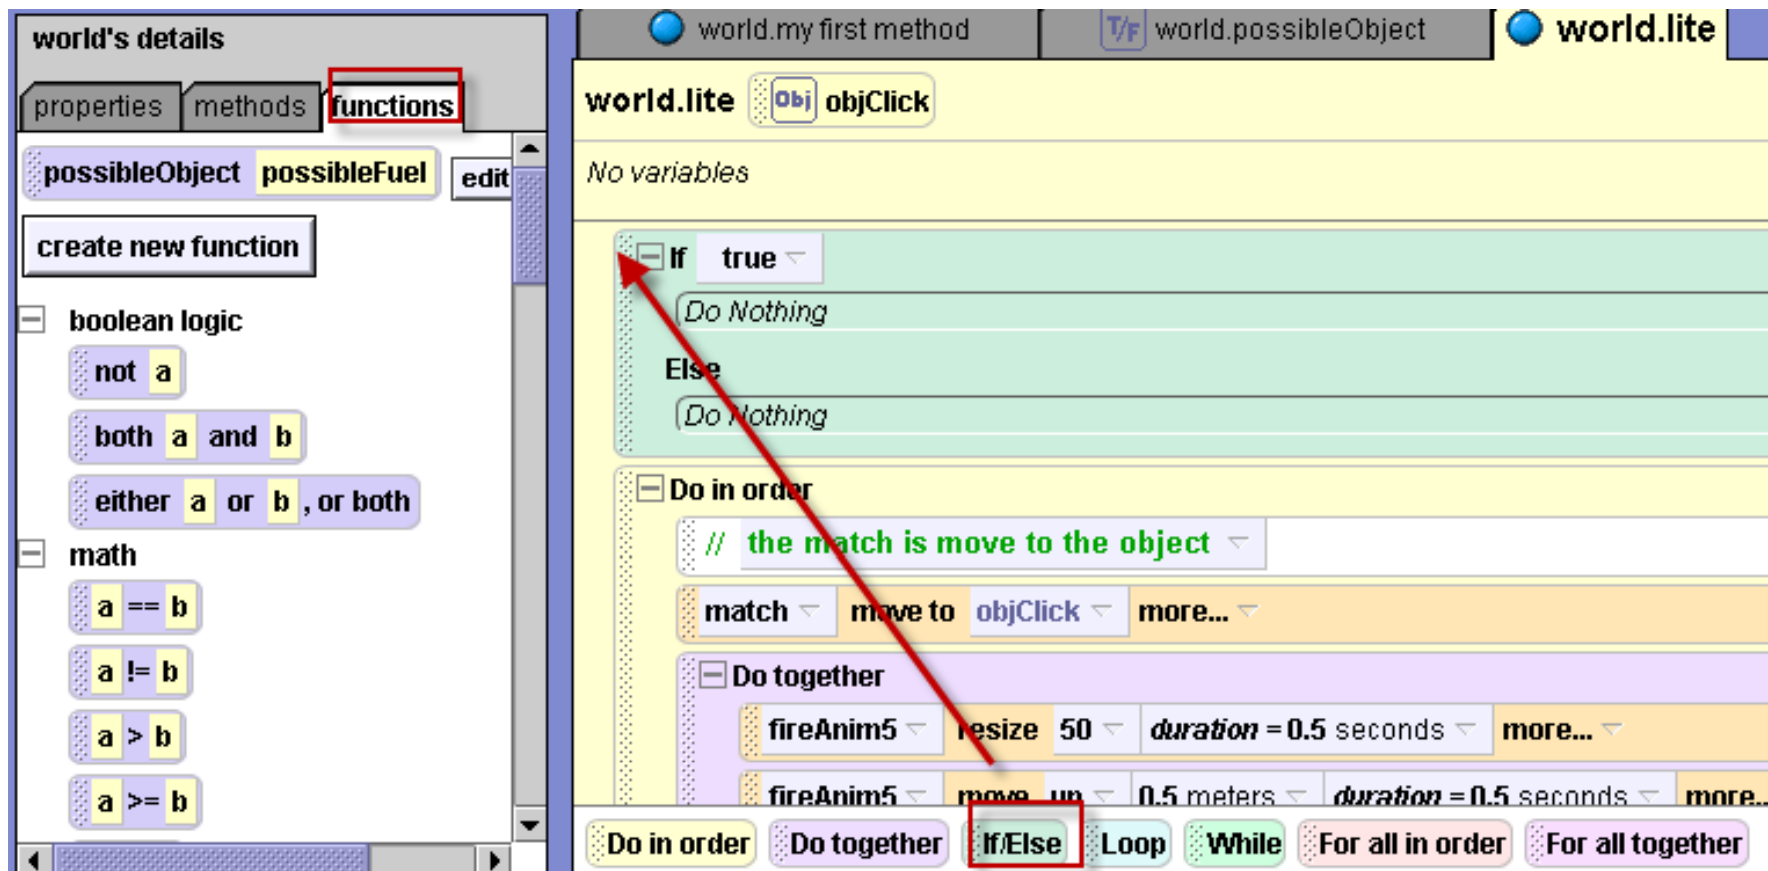 world's details
properties methods functions
possibleObject possibleFuel edit
create new function
boolean logic
not a
both a and b
either a or b , or both
math
a == b
a != b
a > b
a >= b
world.my first method T/F world.possibleObject world.lite
world.lite Obj objClick
No variables
If true
Do Nothing
Else
Do Nothing
Do in order
// the match is move to the object
match move to objClick more...
Do together
fireAnim5 resize 50 duration = 0.5 seconds more...
fireAnim5 move up 0.5 meters duration = 0.5 seconds more..
Do in order Do together If/Else Loop While For all in order For all together